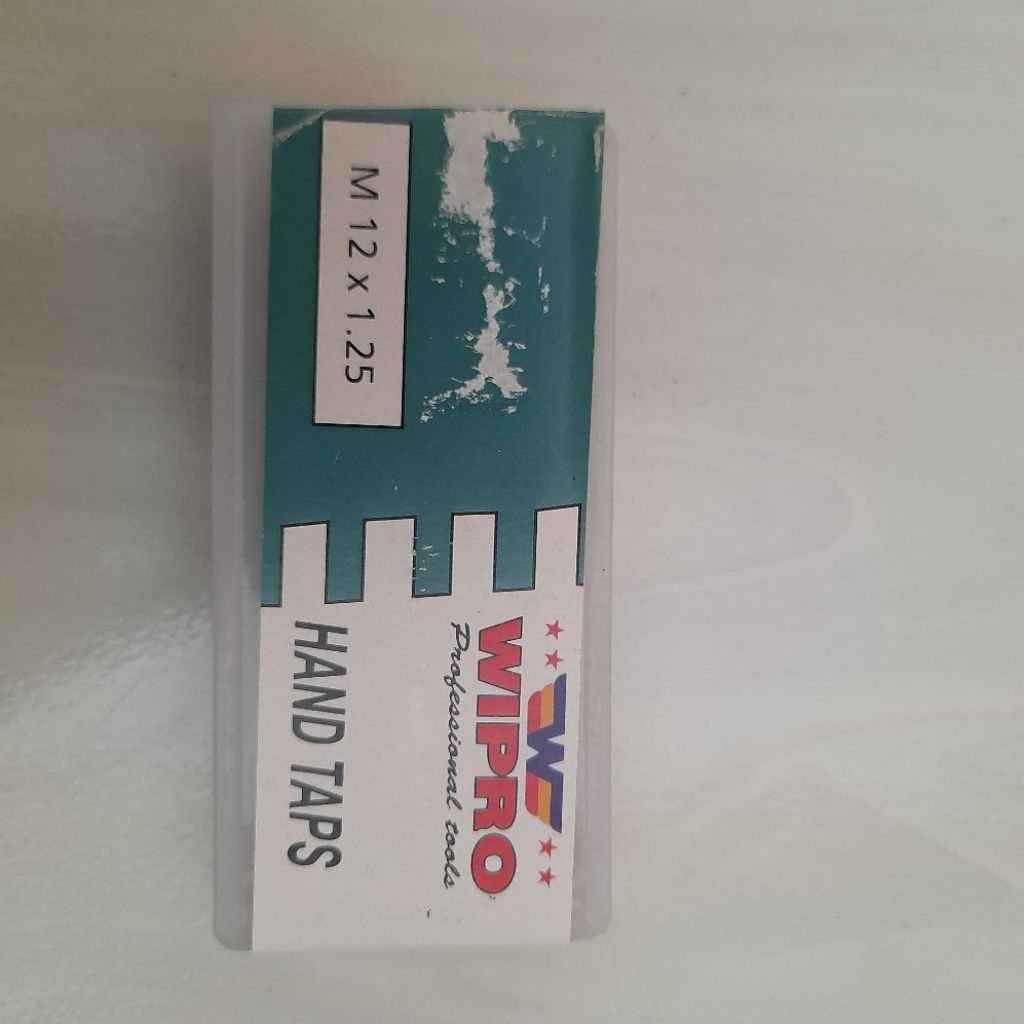 W
WIPRO
Professional tools
HAND TAPS
M 12 x 1.25